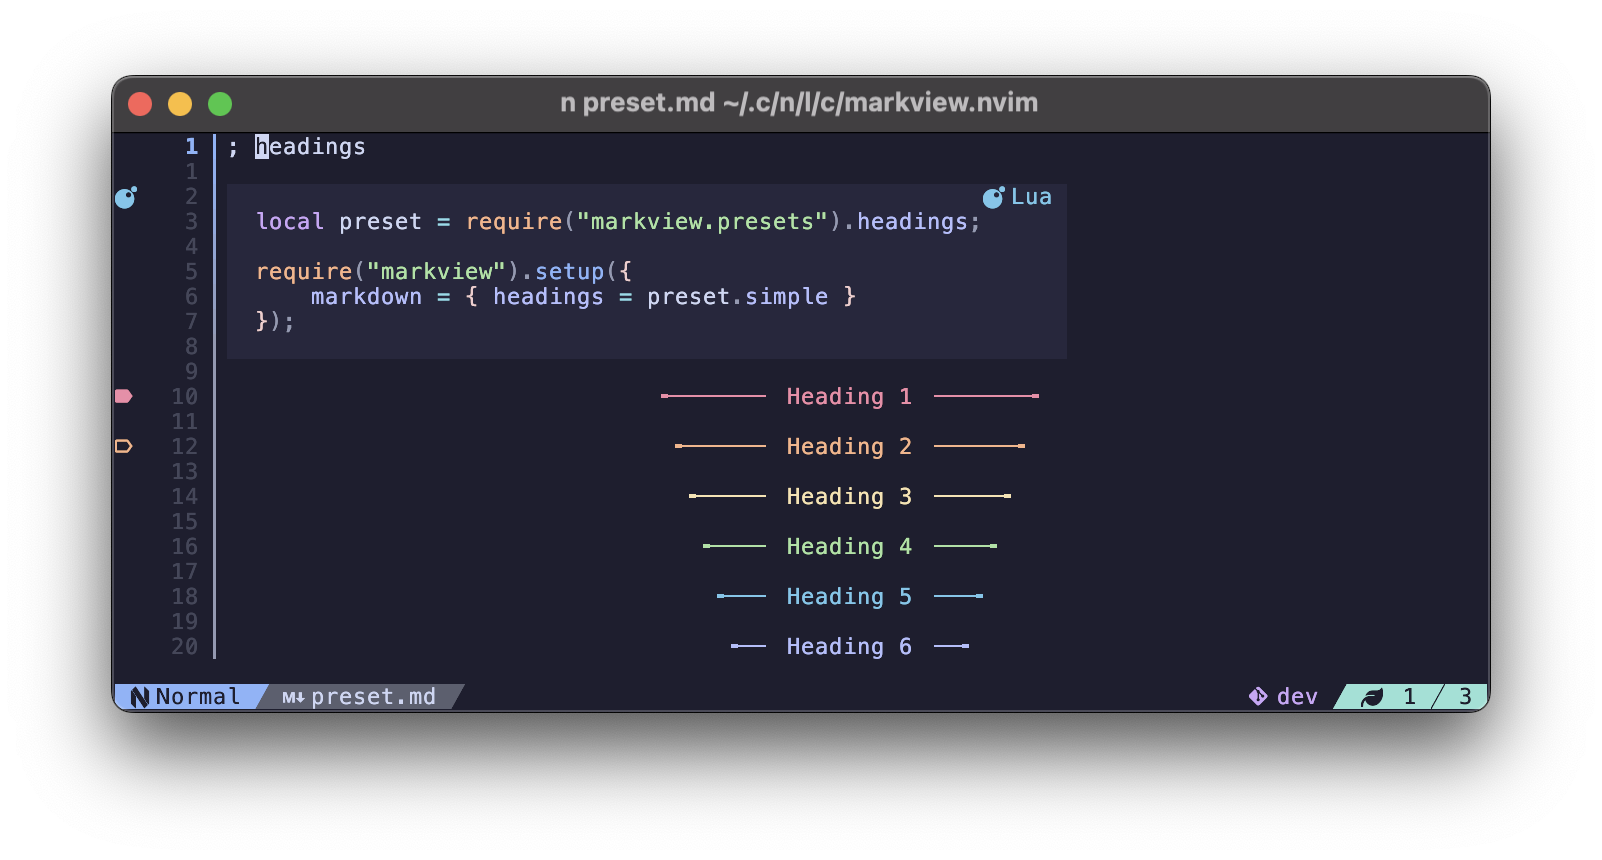 n preset.md ~/.c/n/l/c/markview.nvim
1 ; headings
1
2 Lua
3 local preset = require("markview.presets").headings;
4
5 require("markview").setup({
6 markdown = { headings = preset.simple }
7 });
8
9
10 Heading 1
11
12 Heading 2
13
14 Heading 3
15
16 Heading 4
17
18 Heading 5
19
20 Heading 6
Normal preset.md dev 1 / 3